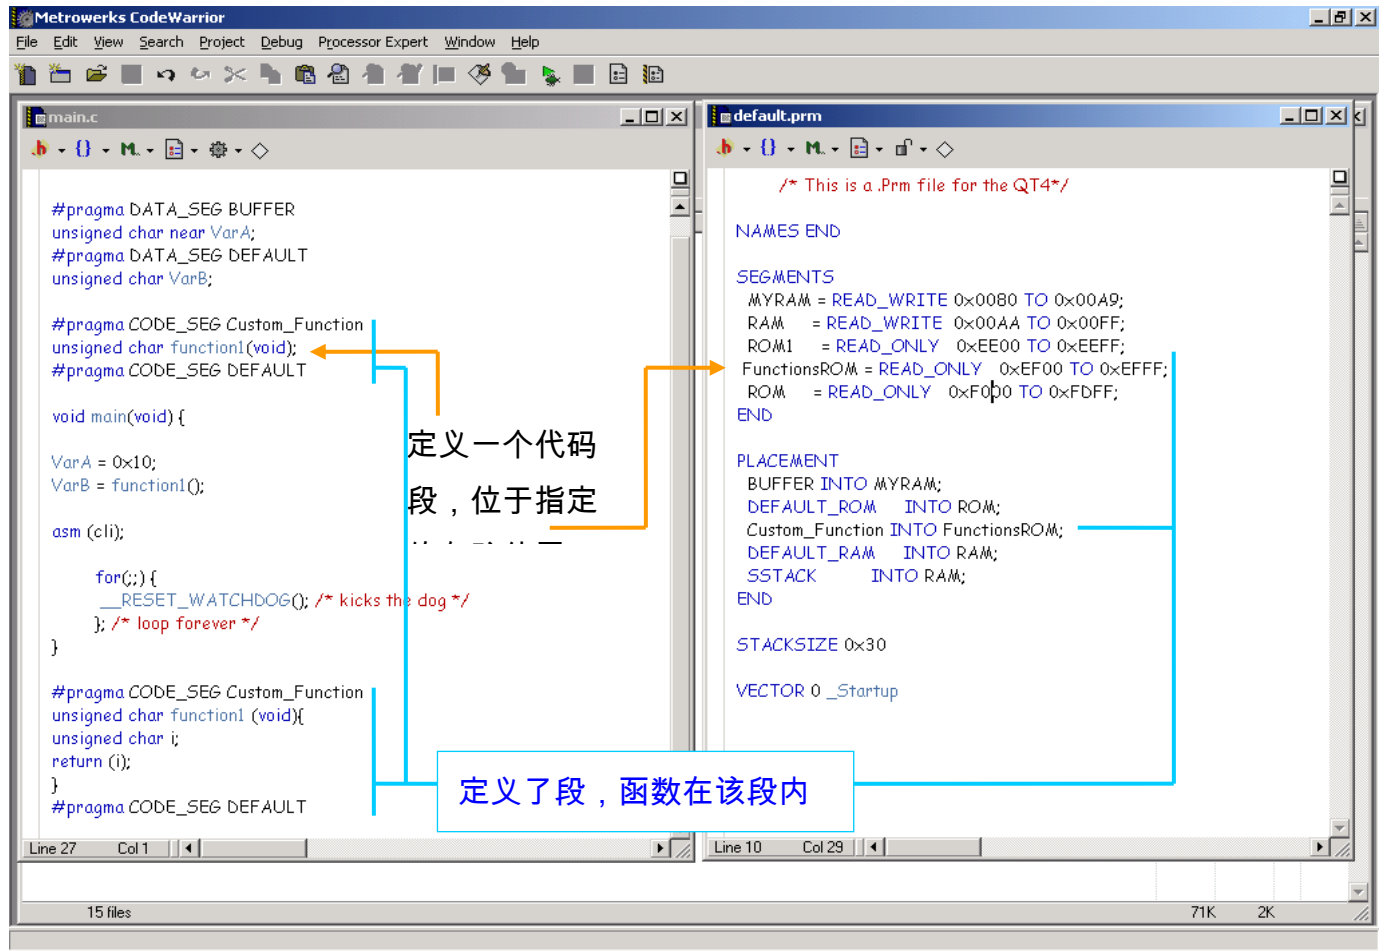 Metrowerks CodeWarrior
File Edit View Search Project Debug Processor Expert Window Help
main.c
#pragma DATA_SEG BUFFER
unsigned char near VarA;
#pragma DATA_SEG DEFAULT
unsigned char VarB;
#pragma CODE_SEG Custom_Function
unsigned char function1(void);
#pragma CODE_SEG DEFAULT
void main(void) {
VarA = 0x10;
VarB = function1();
asm (cli);
for(;;) {
__RESET_WATCHDOG(); /* kicks the dog */
}; /* loop forever */
}
#pragma CODE_SEG Custom_Function
unsigned char function1 (void){
unsigned char i;
return (i);
}
#pragma CODE_SEG DEFAULT
Line 27 Col 1
定义一个代码
段，位于指定
定义了段，函数在该段内
default.prm
/* This is a .Prm file for the QT4*/
NAMES END
SEGMENTS
MYRAM = READ_WRITE 0x0080 TO 0x00A9;
RAM = READ_WRITE 0x00AA TO 0x00FF;
ROM1 = READ_ONLY 0xEE00 TO 0xEEFF;
FunctionsROM = READ_ONLY 0xEF00 TO 0xEFFF;
ROM = READ_ONLY 0xF000 TO 0xFDFF;
END
PLACEMENT
BUFFER INTO MYRAM;
DEFAULT_ROM INTO ROM;
Custom_Function INTO FunctionsROM;
DEFAULT_RAM INTO RAM;
SSTACK INTO RAM;
END
STACKSIZE 0x30
VECTOR 0 _Startup
Line 10 Col 29
15 files 71K 2K